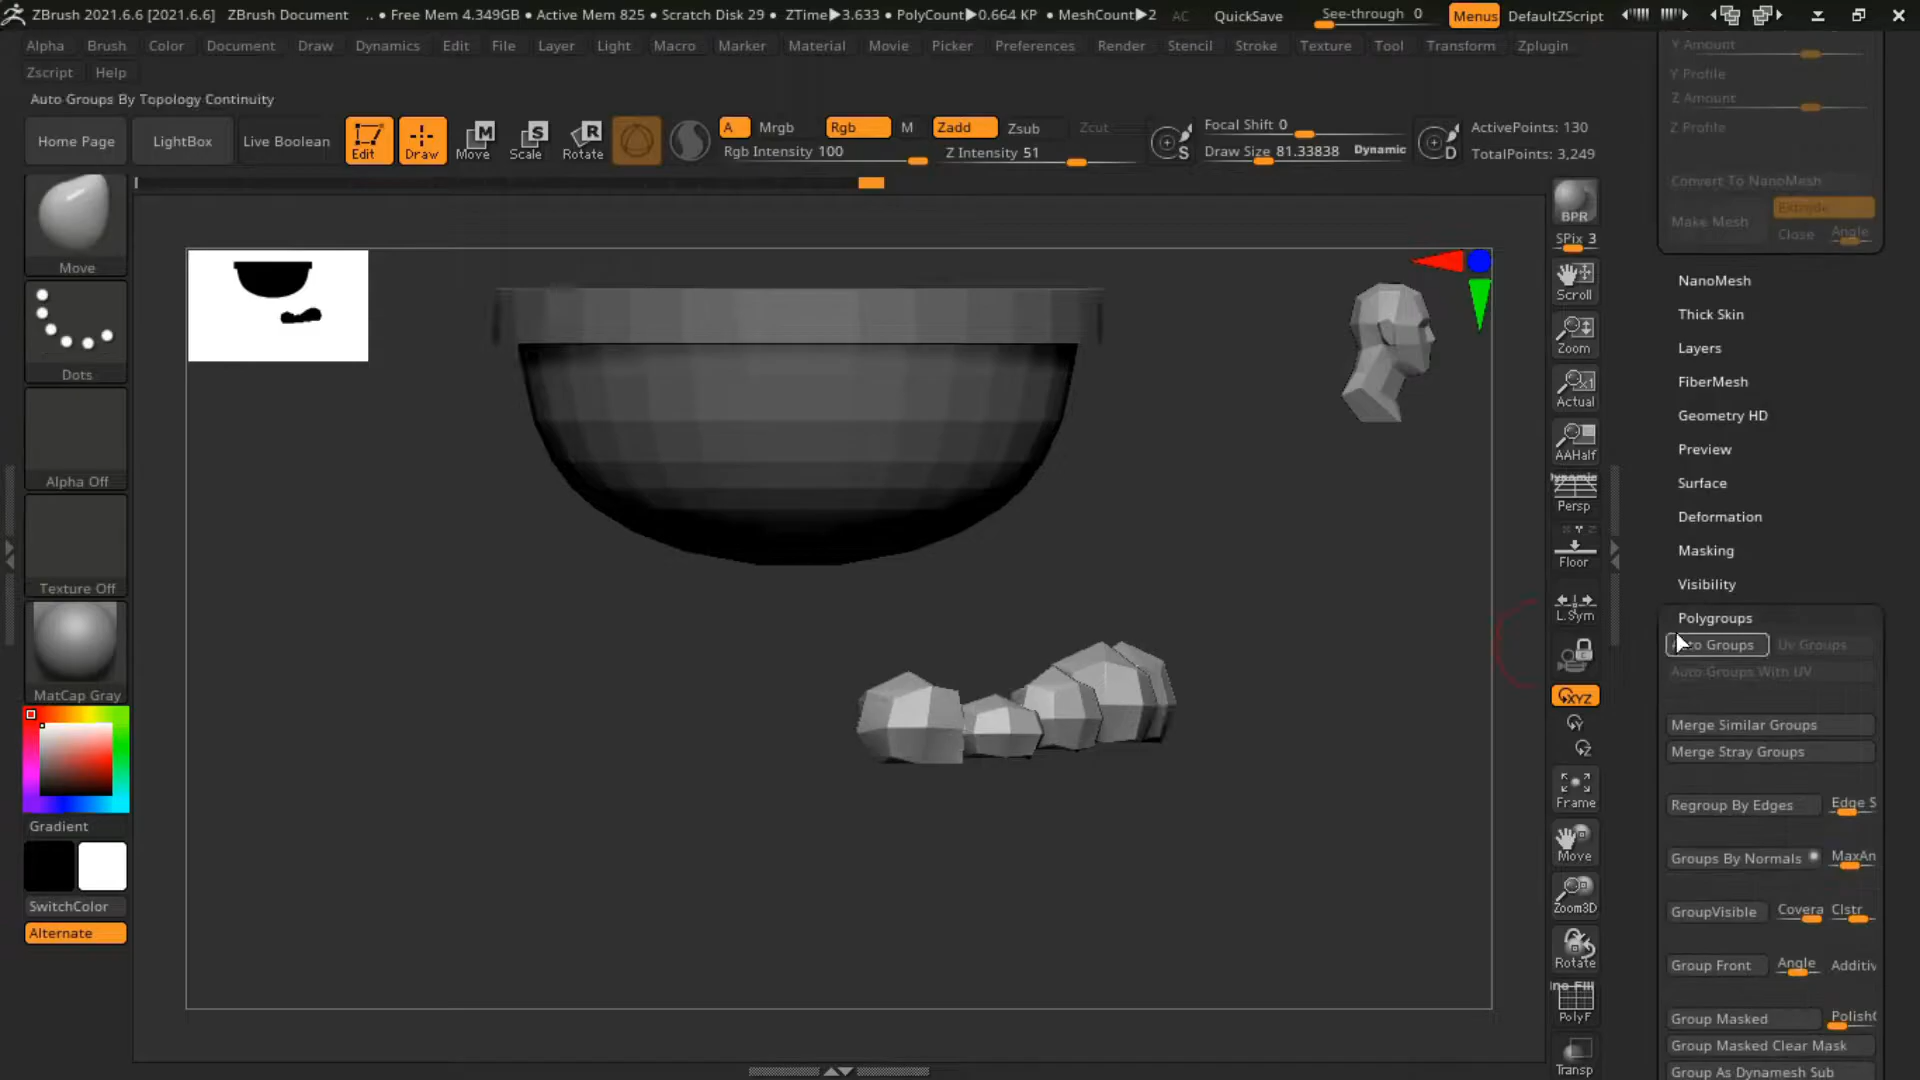 ZBrush 2021.6.6 [2021.6.6] ZBrush Document .. • Free Mem 4.349GB • Active Mem 825 • Scratch Disk 29 • ZTime▶3.633 • PolyCount▶0.664 KP • MeshCount▶2 AC QuickSave See-through 0 Menus DefaultZScript
Alpha Brush Color Document Draw Dynamics Edit File Layer Light Macro Marker Material Movie Picker Preferences Render Stencil Stroke Texture Tool Transform Zplugin
Zscript Help
Auto Groups By Topology Continuity
Home Page LightBox Live Boolean Edit Draw Move Scale Rotate
A Mrgb Rgb M Zadd Zsub Zcut
Rgb Intensity 100 Z Intensity 51
Focal Shift 0
Draw Size 81.33838 Dynamic
ActivePoints: 130
TotalPoints: 3,249
Move
Dots
Alpha Off
Texture Off
MatCap Gray
Gradient
SwitchColor
Alternate
BPR
SPix 3
Scroll
Zoom
Actual
AAHalf
Dynamic
Persp
Floor
L.Sym
XYZ
Y
Z
Frame
Move
Zoom3D
Rotate
PolyF
Transp
Y Amount
Y Profile
Z Amount
Z Profile
Convert To NanoMesh
Make Mesh Extrude
Close Angle
NanoMesh
Thick Skin
Layers
FiberMesh
Geometry HD
Preview
Surface
Deformation
Masking
Visibility
Polygroups
Groups Uv Groups
Auto Groups With UV
Merge Similar Groups
Merge Stray Groups
Regroup By Edges Edge S
Groups By Normals MaxAn
GroupVisible Covera Clstr
Group Front Angle Additiv
Group Masked Polish
Group Masked Clear Mask
Group As Dynamesh Sub